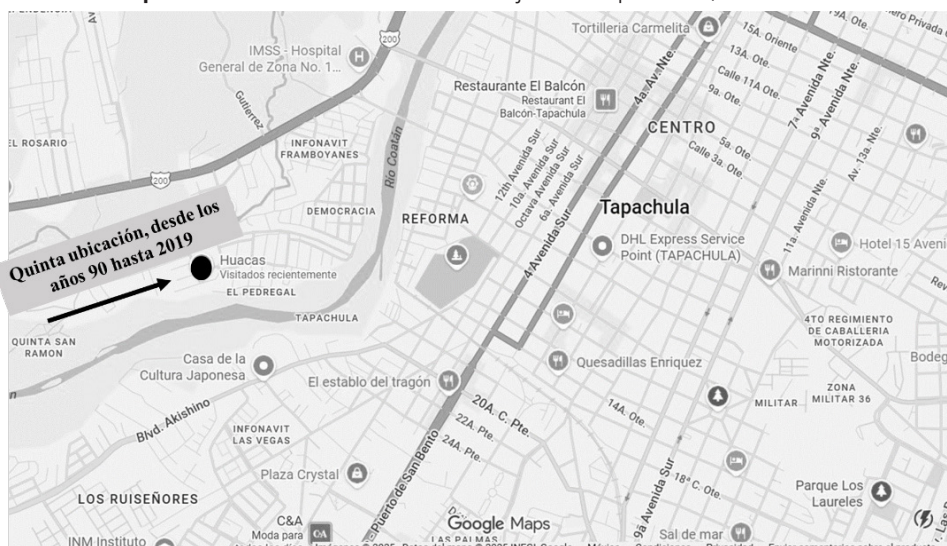 Tortilleria Carmelita
15A. Oriente
19A. Ote.
13A. Ote.
Calle 11A Ote.
9a. Ote.
7ª Avenida Nte.
9ª Avenida Nte.
200
IMSS - Hospital
General de Zona No. 1...
Gutierrez
EL ROSARIO
INFONAVIT
FRAMBOYANES
Río Coatán
Restaurante El Balcón
Restaurant El
Balcón-Tapachula
4a. Av. Nte.
CENTRO
5a. Ote.
Calle 3a. Ote.
Av. 13a. Nte.
200
12th Avenida Sur
10a. Avenida Sur
Octava Avenida Sur
6a. Avenida Sur
4 Avenida Sur
DEMOCRACIA
REFORMA
Tapachula
11a. Avenida Nte.
Quinta ubicación, desde los
años 90 hasta 2019
Huacas
Visitados recientemente
EL PEDREGAL
DHL Express Service
Point (TAPACHULA)
Hotel 15 Aveni
Marinni Ristorante
TAPACHULA
QUINTA SAN
RAMON
4TO REGIMIENTO
DE CABALLERIA
MOTORIZADA
Casa de la
Cultura Japonesa
El establo del tragón
Quesadillas Enriquez
Bodeg
ZONA
MILITAR 36
MILITAR
Blvd. Akishino
20A. C. Pte.
22A. Pte.
24A. Pte.
14A. Ote.
INFONAVIT
LAS VEGAS
Plaza Crystal
Puerto de San Benito
9ª Avenida Sur
18ª C. Ote.
Parque Los
Laureles
LOS RUISEÑORES
C&A
Moda para
Google Maps
LAS PALMAS
Sal de mar
INM Instituto